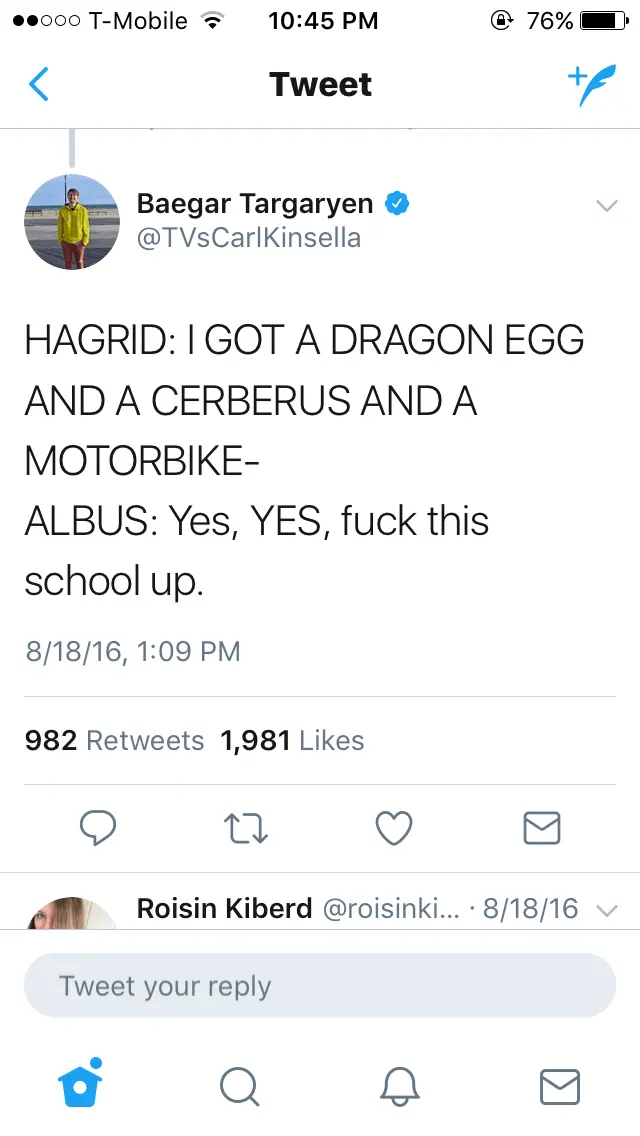 T-Mobile 10:45 PM 76%
Tweet
Baegar Targaryen
@TVsCarlKinsella
HAGRID: I GOT A DRAGON EGG
AND A CERBERUS AND A
MOTORBIKE-
ALBUS: Yes, YES, fuck this
school up.
8/18/16, 1:09 PM
982 Retweets 1,981 Likes
Roisin Kiberd @roisinki... · 8/18/16
Tweet your reply